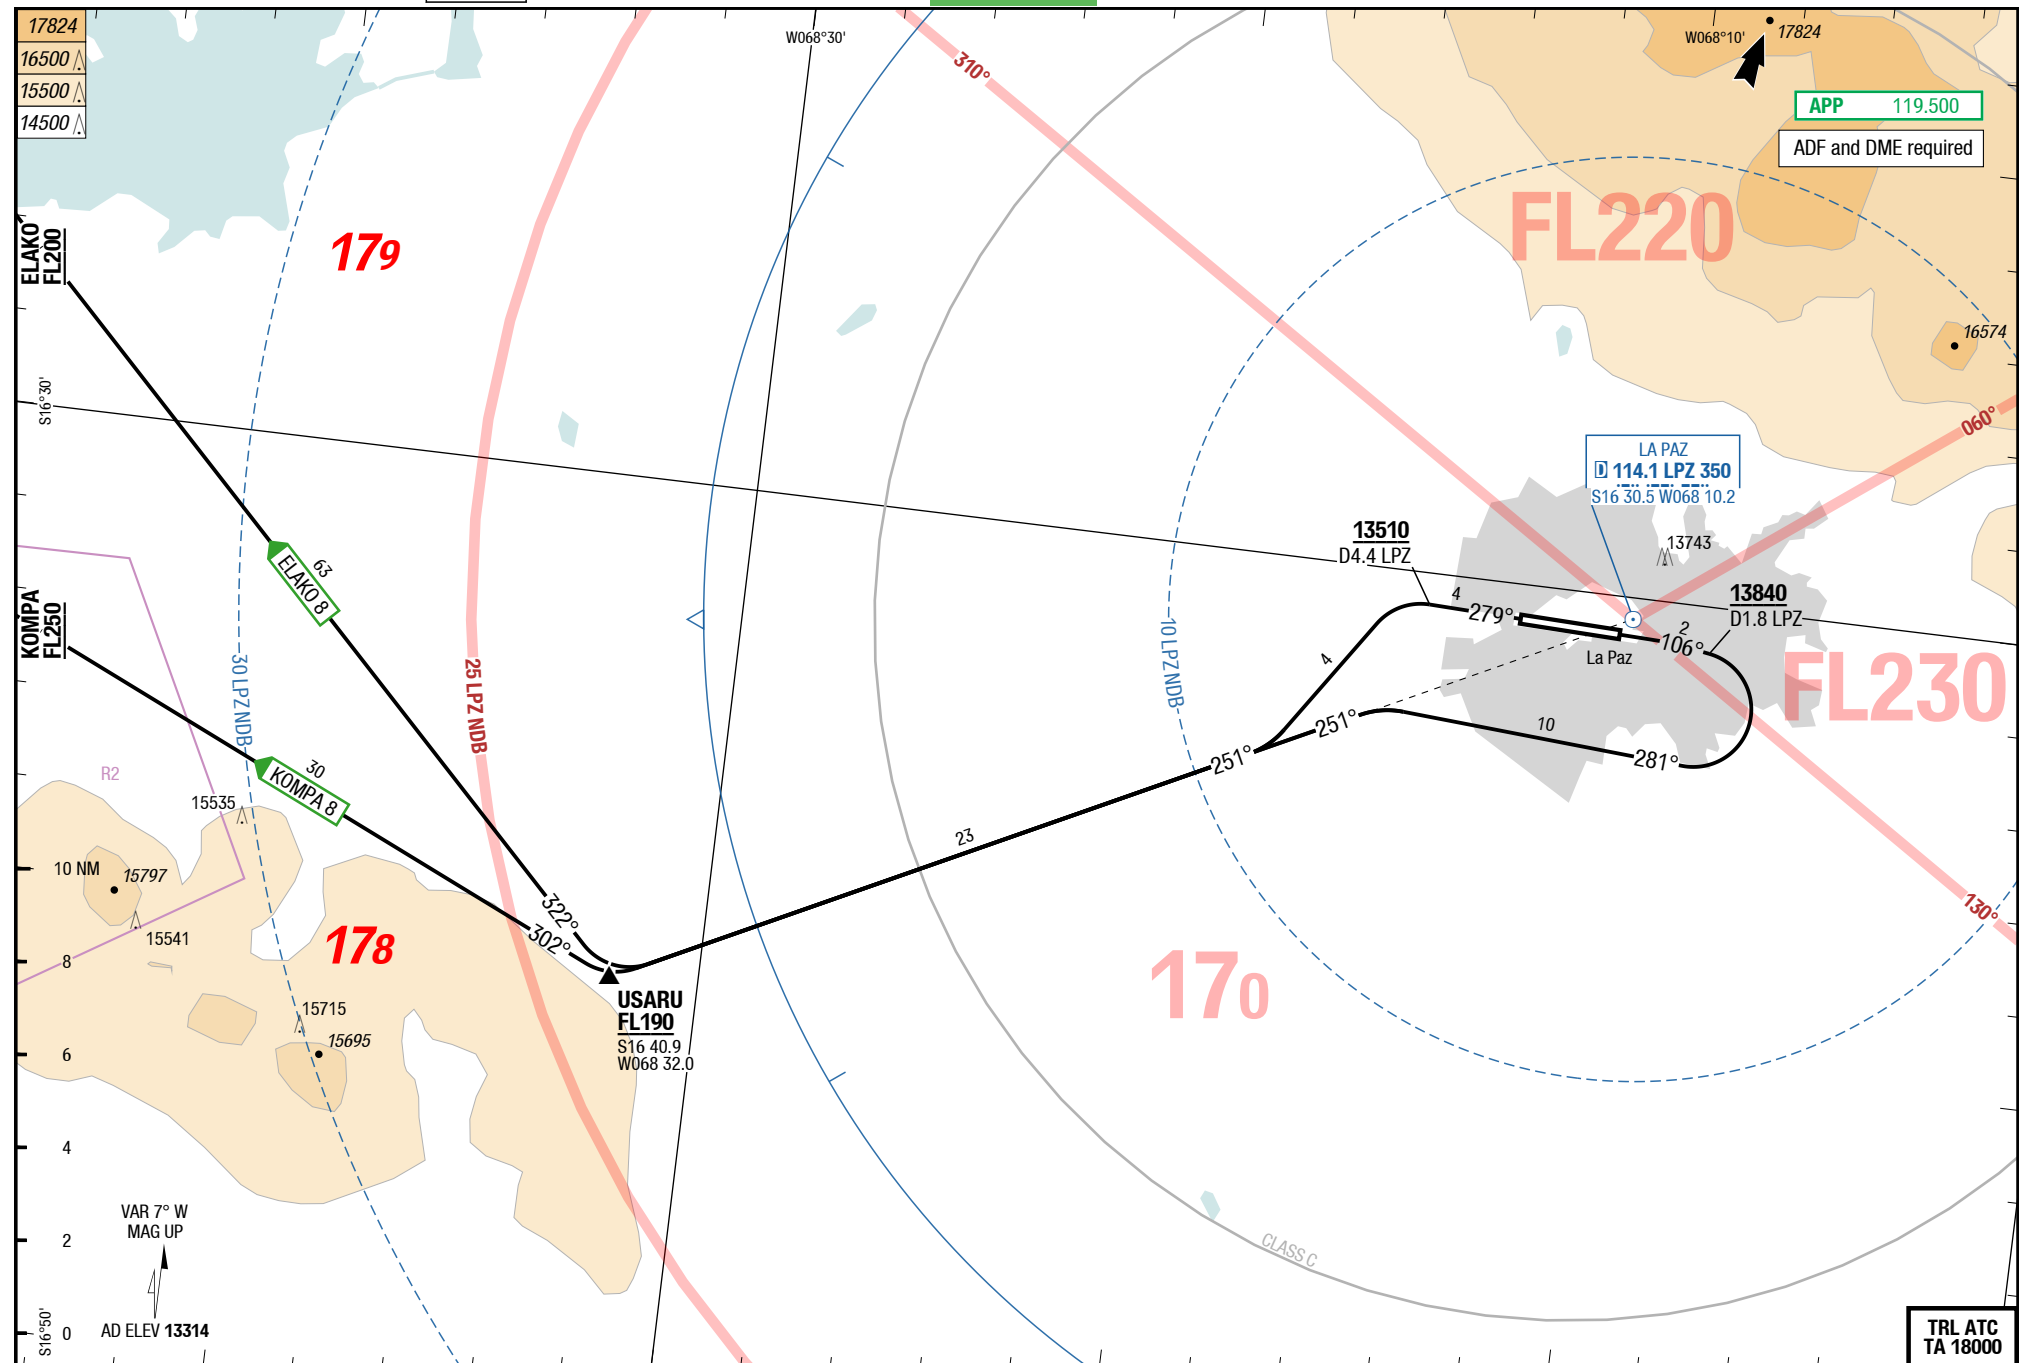 17824
16500
15500
14500
W068°30'
310°
W068°10'
17824
APP 119.500
ADF and DME required
FL220
179
ELAKO
FL200
16574
S16°30'
060°
LA PAZ
D 114.1 LPZ 350
S16 30.5 W068 10.2
13510
D4.4 LPZ
13743
63
ELAKO 8
4
279°
13840
D1.8 LPZ
2
106°
La Paz
KOMPA
FL250
30 LPZ NDB
25 LPZ NDB
10 LPZ NDB
4
FL230
251°
251°
10
281°
R2
30
KOMPA 8
15535
23
10 NM
15797
322°
302°
15541
178
130°
8
USARU
FL190
S16 40.9
W068 32.0
170
15715
15695
6
4
VAR 7° W
MAG UP
2
CLASS C
S16°50'
0
AD ELEV 13314
TRL ATC
TA 18000